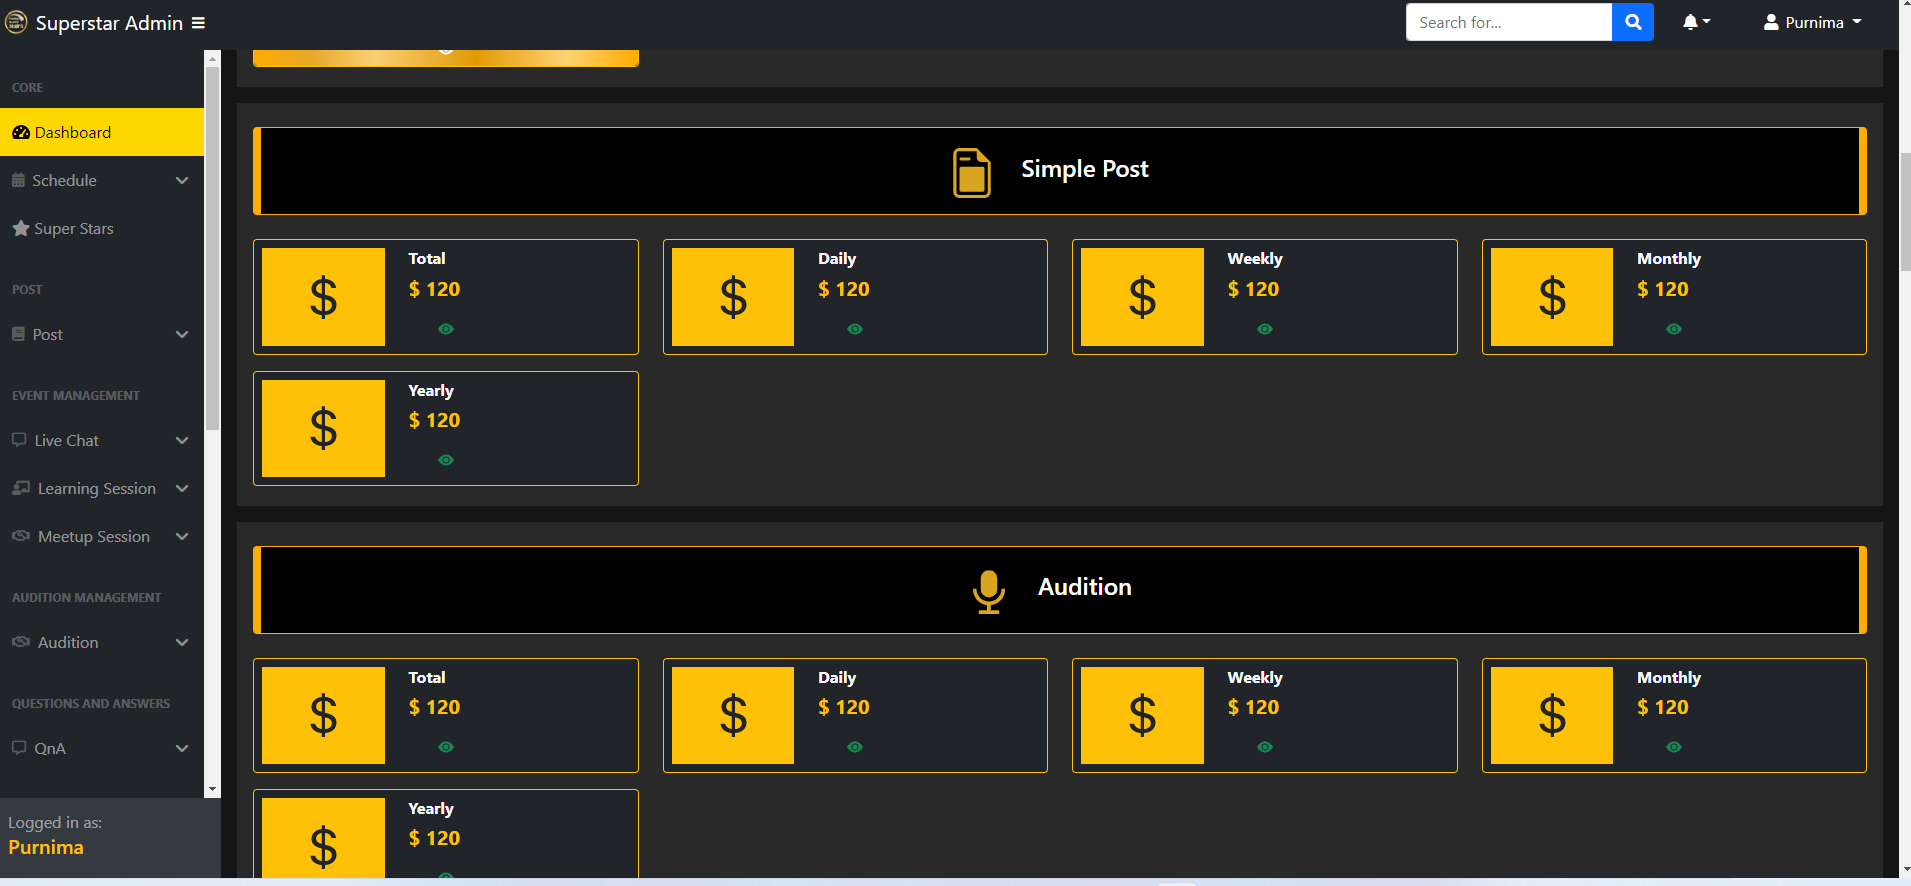 Superstar Admin
Search for...
Purnima
CORE
Dashboard
Schedule
Super Stars
POST
Post
EVENT MANAGEMENT
Live Chat
Learning Session
Meetup Session
AUDITION MANAGEMENT
Audition
QUESTIONS AND ANSWERS
QnA
Logged in as:
Purnima
Simple Post
$
Total
$ 120
$
Daily
$ 120
$
Weekly
$ 120
$
Monthly
$ 120
$
Yearly
$ 120
Audition
$
Total
$ 120
$
Daily
$ 120
$
Weekly
$ 120
$
Monthly
$ 120
$
Yearly
$ 120